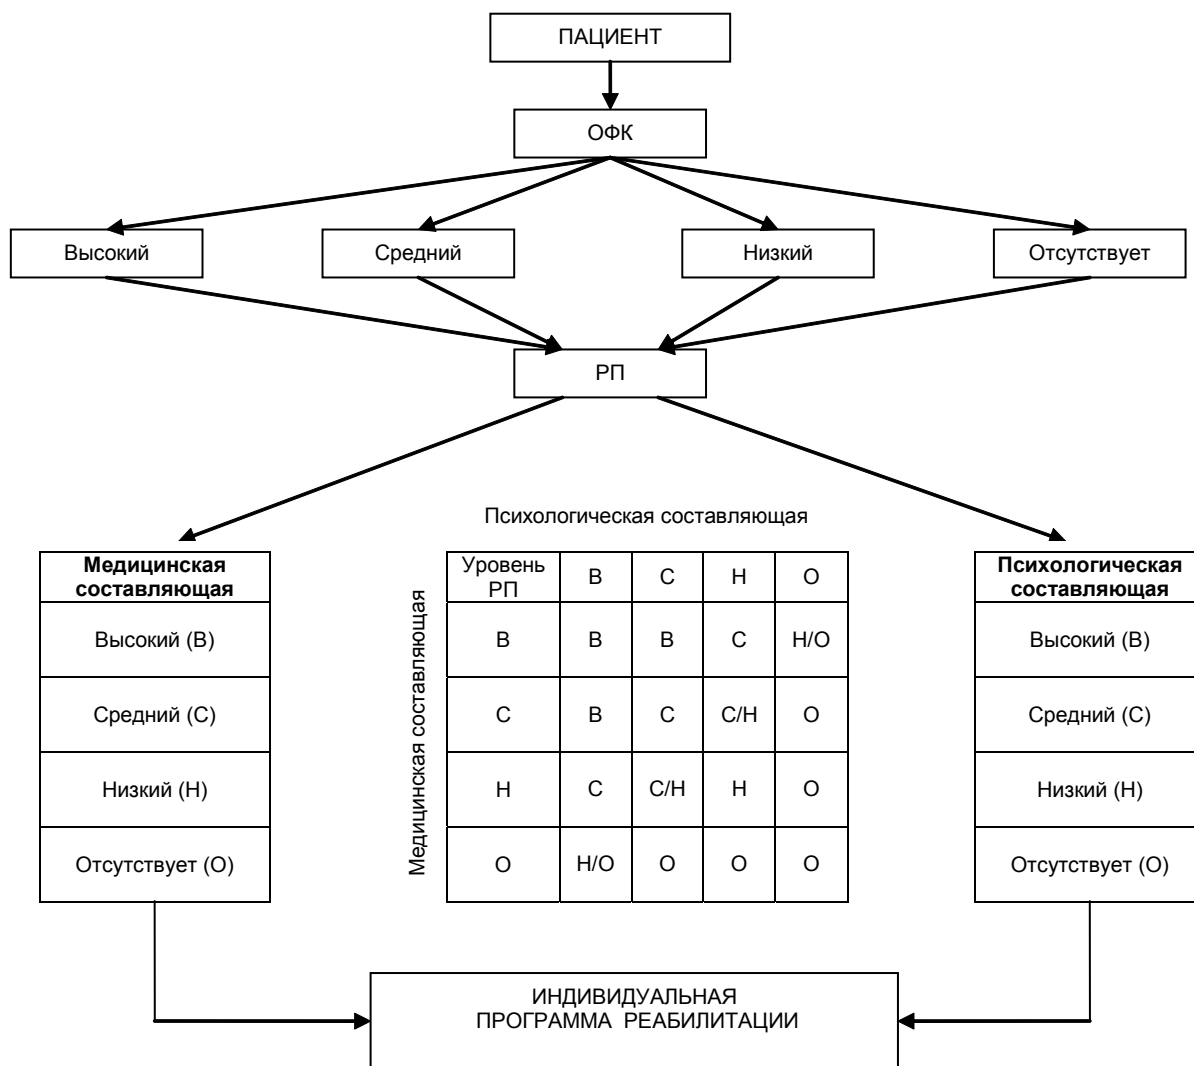 ПАЦИЕНТ
ОФК
Высокий
Средний
Низкий
Отсутствует
РП
Психологическая составляющая
Медицинская
составляющая
Высокий (В)
Средний (С)
Низкий (Н)
Отсутствует (О)
Медицинская составляющая
Уровень
РП
В
С
Н
О
В
В
В
С
Н/О
С
В
С
С/Н
О
Н
С
С/Н
Н
О
О
Н/О
О
О
О
Психологическая
составляющая
Высокий (В)
Средний (С)
Низкий (Н)
Отсутствует (О)
ИНДИВИДУАЛЬНАЯ
ПРОГРАММА РЕАБИЛИТАЦИИ